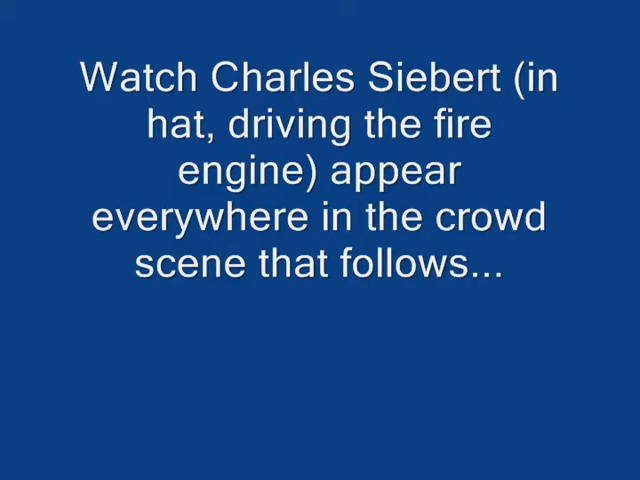 Watch Charles Siebert (in
hat, driving the fire
engine) appear
everywhere in the crowd
scene that follows...